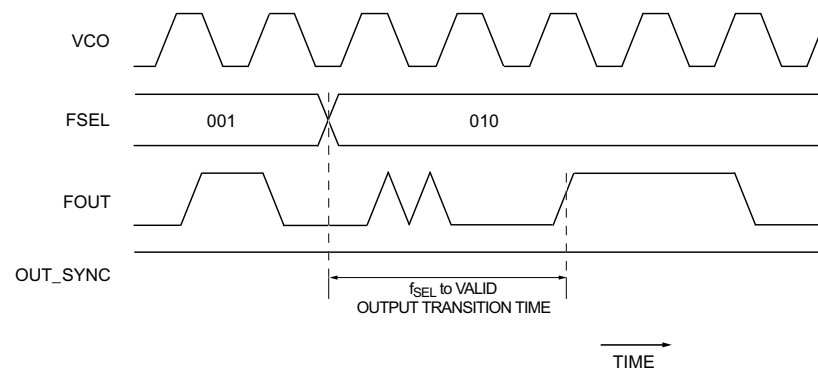 VCO
FSEL
001
010
FOUT
OUT_SYNC
fSEL to VALID
OUTPUT TRANSITION TIME
TIME